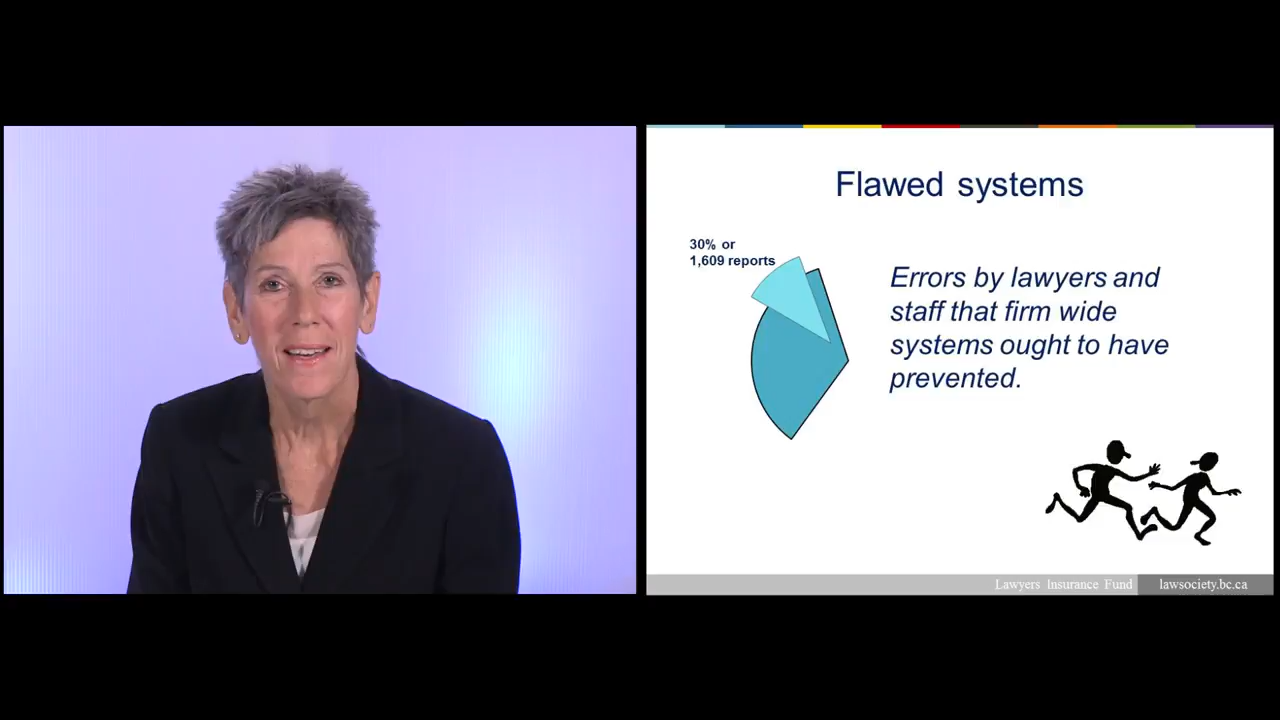 Flawed systems
30% or
1,609 reports
Errors by lawyers and
staff that firm wide
systems ought to have
prevented.
Lawyers Insurance Fund
lawsociety.bc.ca